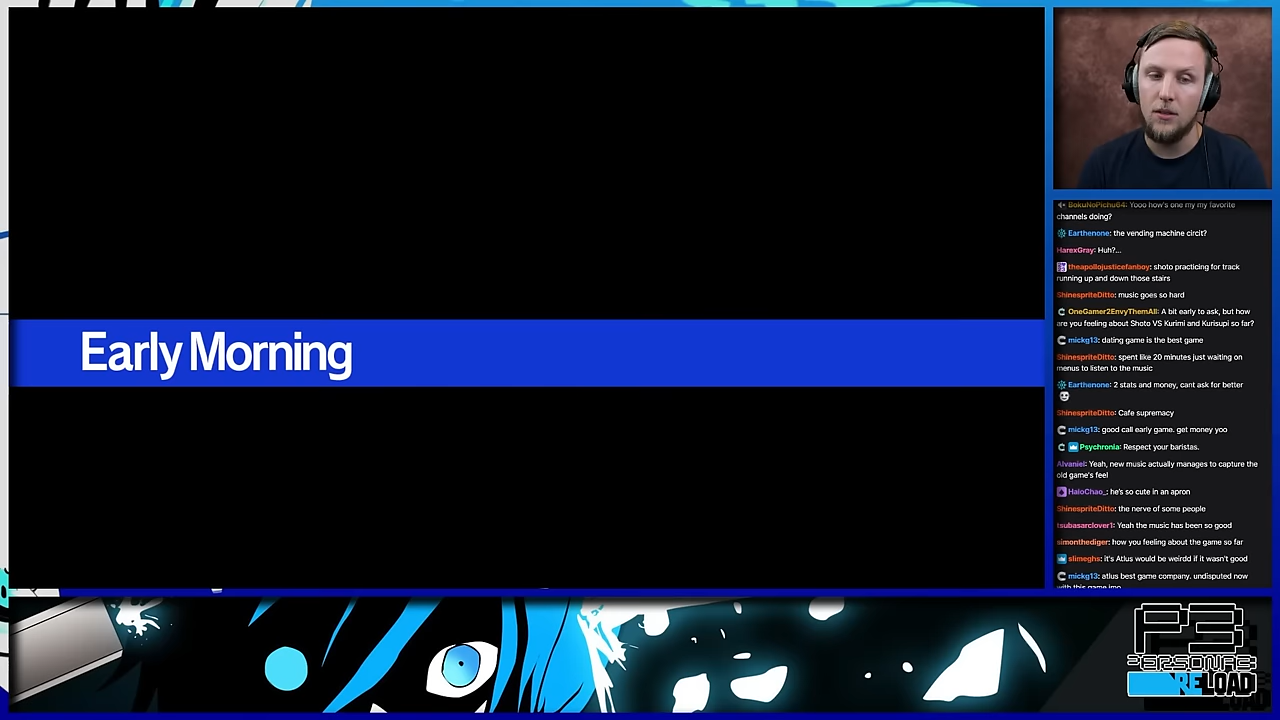 Early Morning
BokuNoPichu64: Yooo how's one my my favorite
channels doing?
Earthenone: the vending machine circit?
HarexGray: Huh?...
theapollojusticefanboy: shoto practicing for track
running up and down those stairs
ShinespriteDitto: music goes so hard
OneGamer2EnvyThemAll: A bit early to ask, but how
are you feeling about Shoto VS Kurimi and Kurisupi so far?
mickg13: dating game is the best game
ShinespriteDitto: spent like 20 minutes just waiting on
menus to listen to the music
Earthenone: 2 stats and money, cant ask for better
ShinespriteDitto: Cafe supremacy
mickg13: good call early game. get money yoo
Psychronia: Respect your baristas.
Alvaniel: Yeah, new music actually manages to capture the
old game's feel
HaloChao_: he's so cute in an apron
ShinespriteDitto: the nerve of some people
tsubasarclover1: Yeah the music has been so good
simonthediger: how you feeling about the game so far
slimeghs: it's Atlus would be weirdd if it wasn't good
mickg13: atlus best game company. undisputed now
with this game imo
P3
PERSONA3
RELOAD